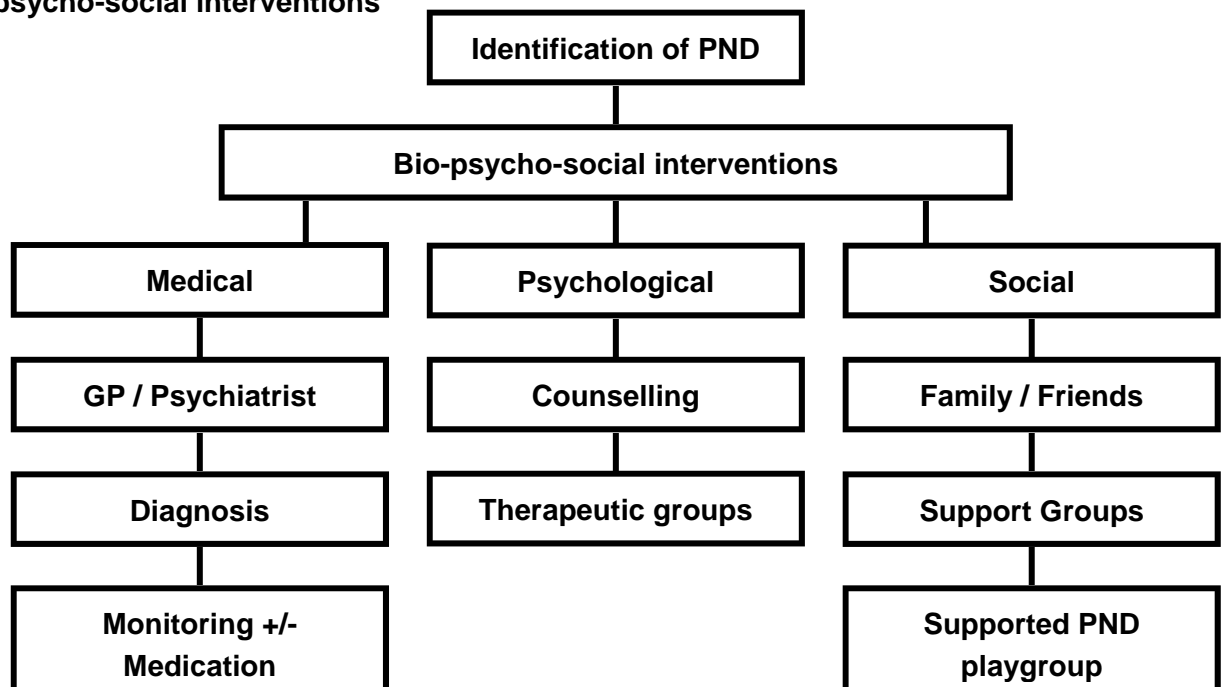 psycho-social interventions
Identification of PND
Bio-psycho-social interventions
Medical
Psychological
Social
GP / Psychiatrist
Counselling
Family / Friends
Diagnosis
Therapeutic groups
Support Groups
Monitoring +/-
Medication
Supported PND
playgroup